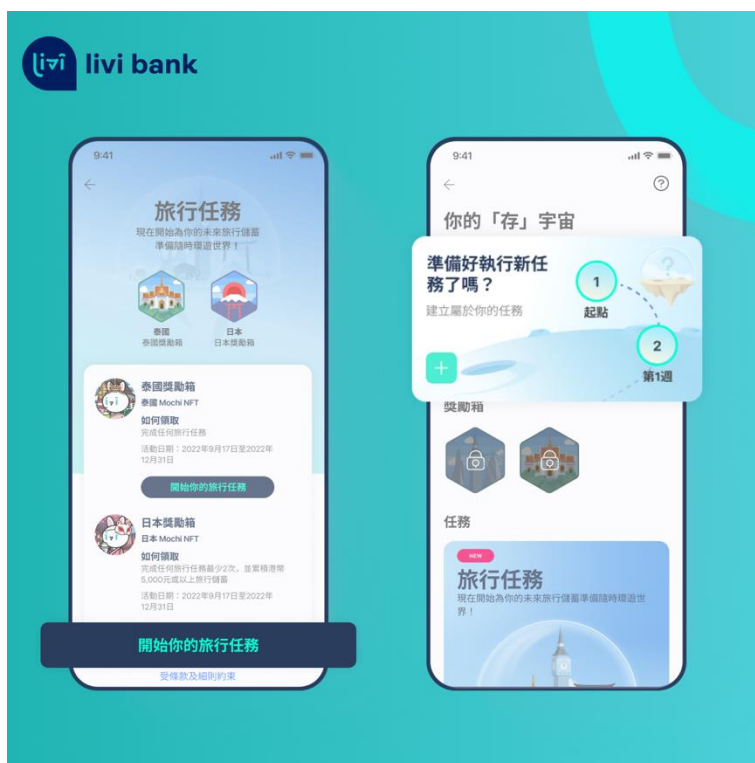 livi
livi bank
9:41
旅行任務
現在開始為你的未來旅行儲蓄
準備隨時環遊世界！
泰國
泰國獎勵箱
日本
日本獎勵箱
泰國獎勵箱
泰國 Mochi NFT
如何領取
完成任何旅行任務
活動日期：2022年9月17日至2022年
12月31日
開始你的旅行任務
日本獎勵箱
日本 Mochi NFT
如何領取
完成任何旅行任務最少2次，並累積港幣
5,000元或以上旅行儲蓄
活動日期：2022年9月17日至2022年
12月31日
開始你的旅行任務
受條款及細則約束
9:41
?
你的「存」宇宙
準備好執行新任
務了嗎？
建立屬於你的任務
+
1
起點
?
2
第1週
獎勵箱
任務
NEW
旅行任務
現在開始為你的未來旅行儲蓄準備隨時環遊世
界！